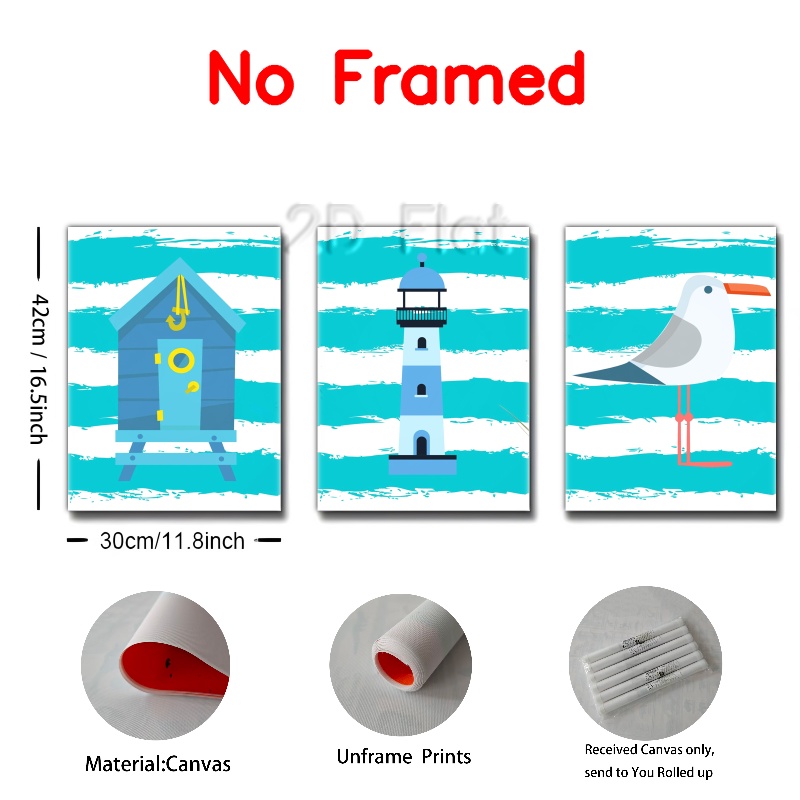 No Framed
2D Flat
42cm / 16.5inch
30cm/11.8inch
Material:Canvas
Unframe Prints
Received Canvas only,
send to You Rolled up